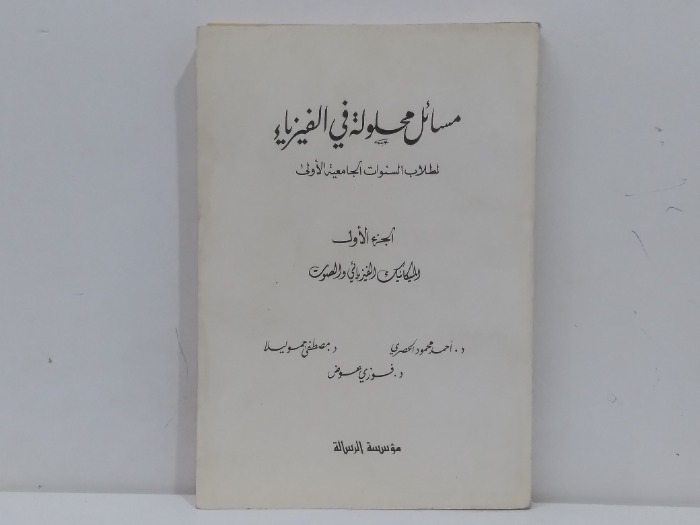 مسائل محلولة في الفيزياء
لطلاب السنوات الجامعية الأولى
الجزء الأول
الميكانيك الفيزيائي والصوت
د. أحمد محمود الحصري د. مصطفى حموليلا
د. فوزي عوض
مؤسسة الرسالة